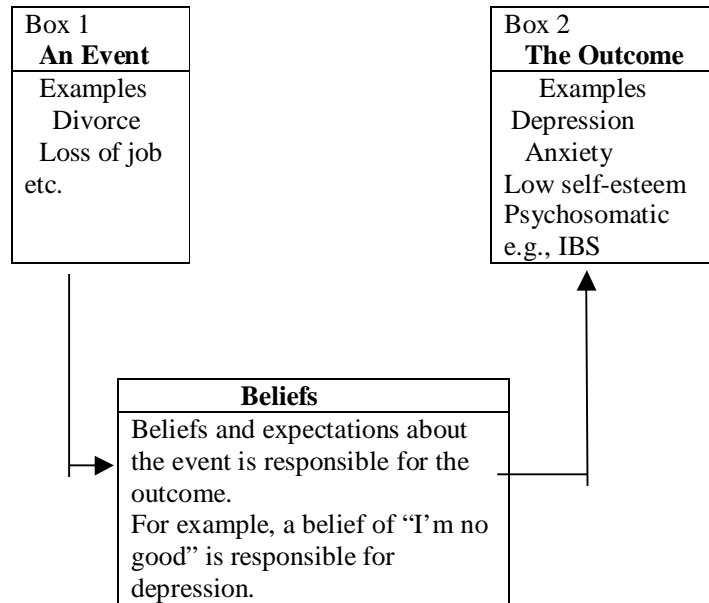 Box 1
An Event
Examples
Divorce
Loss of job
etc.
Box 2
The Outcome
Examples
Depression
Anxiety
Low self-esteem
Psychosomatic
e.g., IBS
Beliefs
Beliefs and expectations about
the event is responsible for the
outcome.
For example, a belief of “I’m no
good” is responsible for
depression.